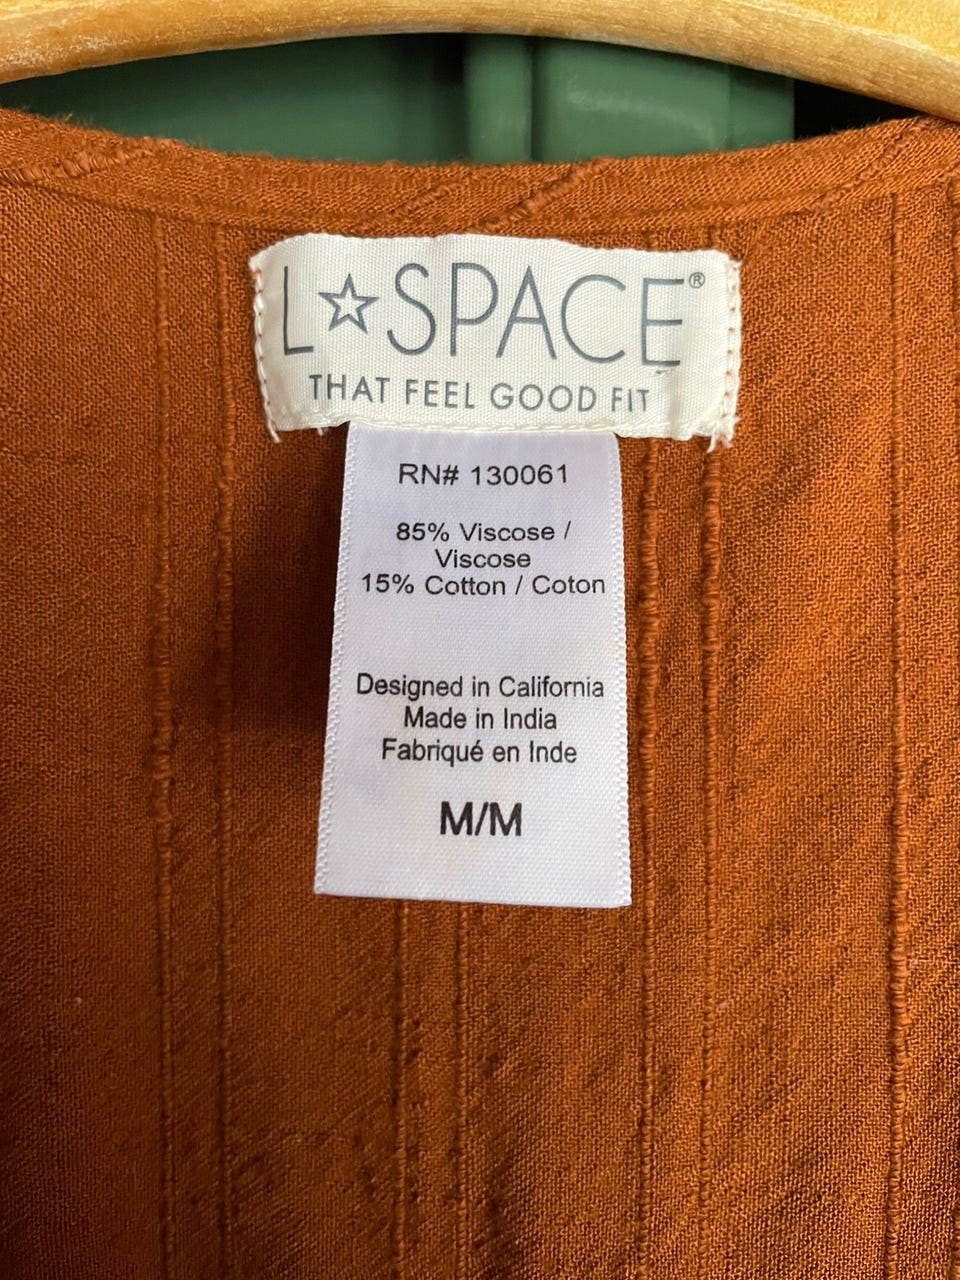 L☆SPACE®
THAT FEEL GOOD FIT
RN# 130061
85% Viscose /
Viscose
15% Cotton / Coton
Designed in California
Made in India
Fabriqué en Inde
M/M